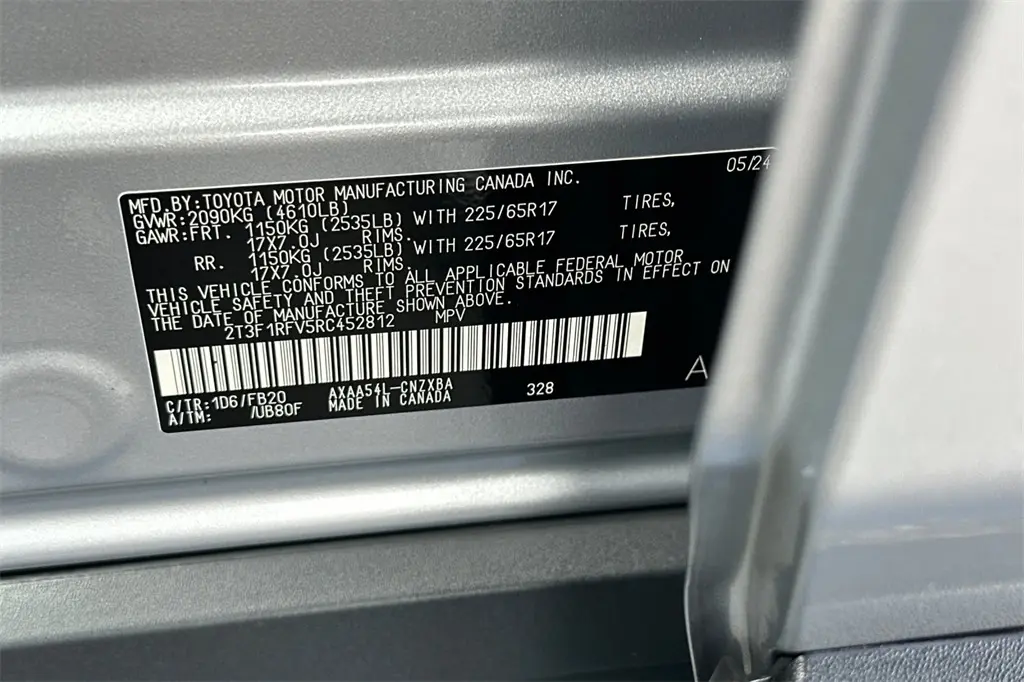 05/24
MFD.BY:TOYOTA MOTOR MANUFACTURING CANADA INC.
GVWR:2090KG (4610LB)
GAWR:FRT. 1150KG (2535LB) WITH 225/65R17 TIRES,
17X7.0J RIMS.
RR. 1150KG (2535LB) WITH 225/65R17 TIRES,
17X7.0J RIMS.
THIS VEHICLE CONFORMS TO ALL APPLICABLE FEDERAL MOTOR
VEHICLE SAFETY AND THEFT PREVENTION STANDARDS IN EFFECT ON
THE DATE OF MANUFACTURE SHOWN ABOVE.
2T3F1RFV5RC452812 MPV
A
C/TR:1D6/FB20 AXAA54L-CNZXBA 328
A/TM: /UB80F MADE IN CANADA